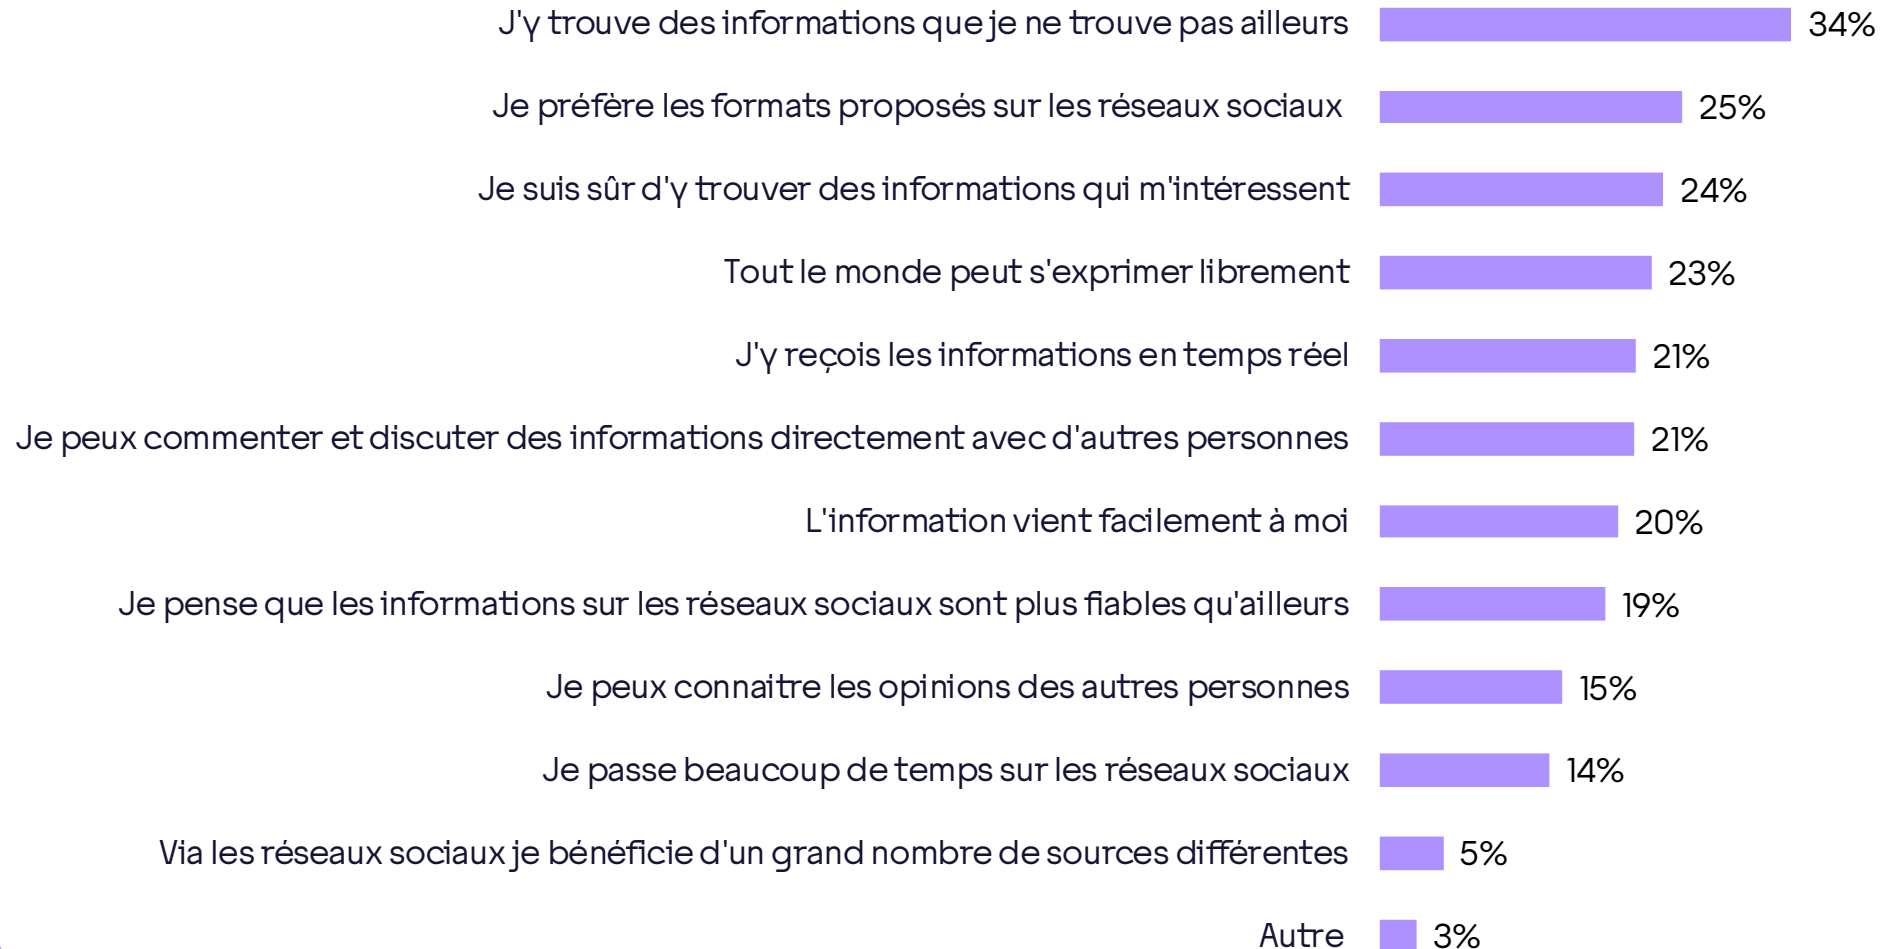 J'y trouve des informations que je ne trouve pas ailleurs 34%
Je préfère les formats proposés sur les réseaux sociaux 25%
Je suis sûr d'y trouver des informations qui m'intéressent 24%
Tout le monde peut s'exprimer librement 23%
J'y reçois les informations en temps réel 21%
Je peux commenter et discuter des informations directement avec d'autres personnes 21%
L'information vient facilement à moi 20%
Je pense que les informations sur les réseaux sociaux sont plus fiables qu'ailleurs 19%
Je peux connaitre les opinions des autres personnes 15%
Je passe beaucoup de temps sur les réseaux sociaux 14%
Via les réseaux sociaux je bénéficie d'un grand nombre de sources différentes 5%
Autre 3%